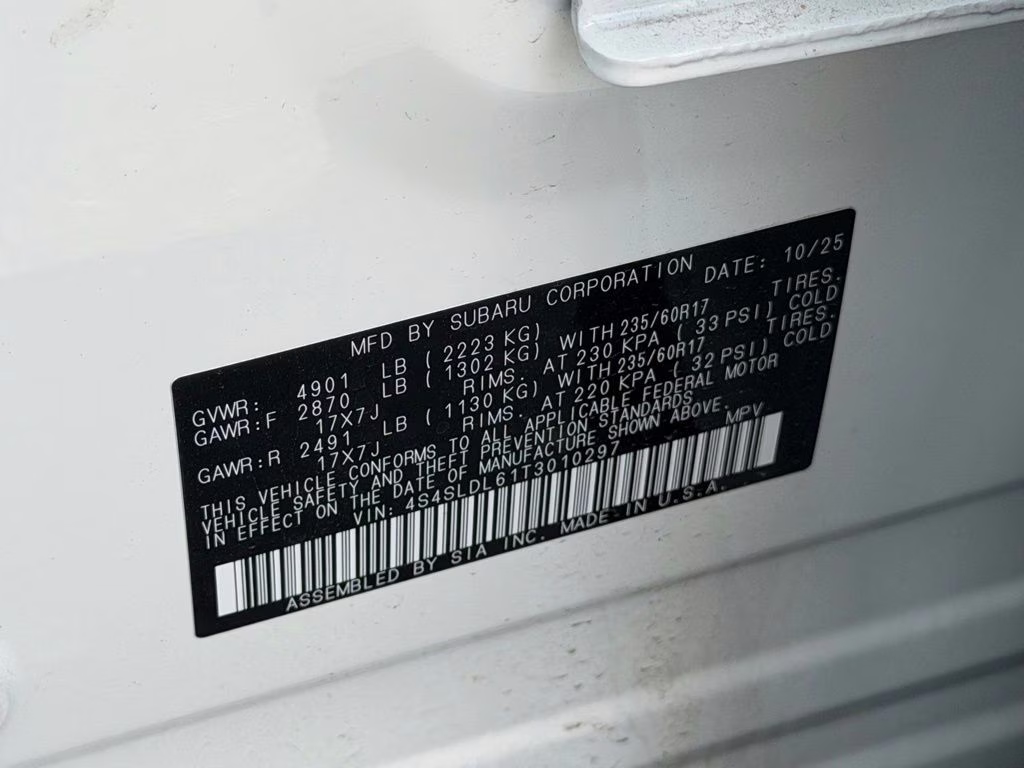 MFD BY SUBARU CORPORATION DATE: 10/25
GVWR: 4901 LB ( 2223 KG)
GAWR:F 2870 LB ( 1302 KG) WITH 235/60R17 TIRES.
17X7J RIMS. AT 230 KPA ( 33 PSI) COLD
GAWR:R 2491 LB ( 1130 KG) WITH 235/60R17 TIRES.
17X7J RIMS. AT 220 KPA ( 32 PSI) COLD
THIS VEHICLE CONFORMS TO ALL APPLICABLE FEDERAL MOTOR
VEHICLE SAFETY AND THEFT PREVENTION STANDARDS
IN EFFECT ON THE DATE OF MANUFACTURE SHOWN ABOVE.
VIN: 4S4SLDL61T3010297 MPV
ASSEMBLED BY SIA INC. MADE IN U.S.A.